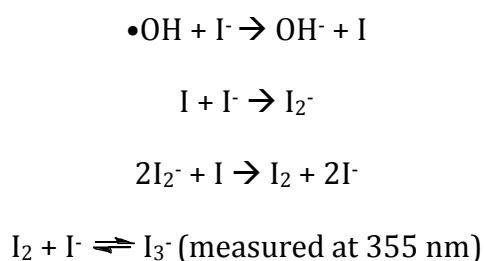 •OH + I⁻ → OH⁻ + I
I + I⁻ → I₂⁻
2I₂⁻ + I → I₂ + 2I⁻
I₂ + I⁻ ⇌ I₃⁻ (measured at 355 nm)